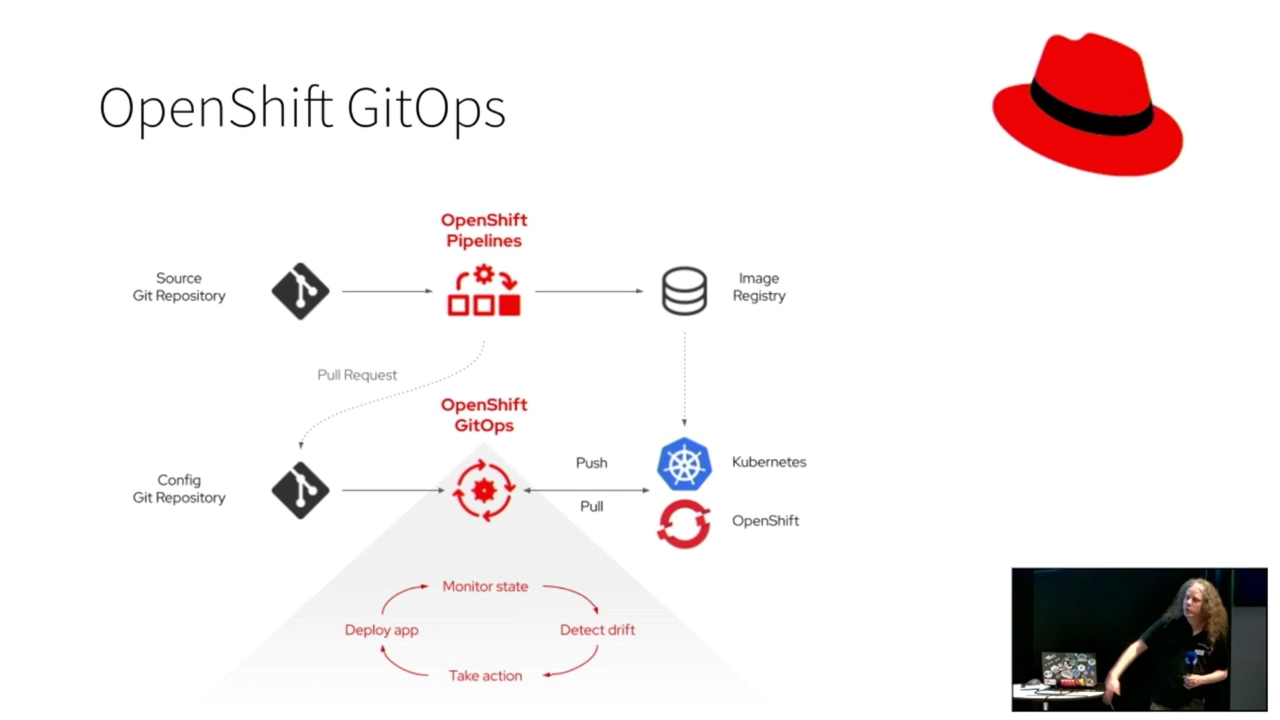 OpenShift GitOps
OpenShift
Pipelines
Source
Git Repository
Image
Registry
Pull Request
OpenShift
GitOps
Config
Git Repository
Push
Pull
Kubernetes
OpenShift
Monitor state
Deploy app
Detect drift
Take action